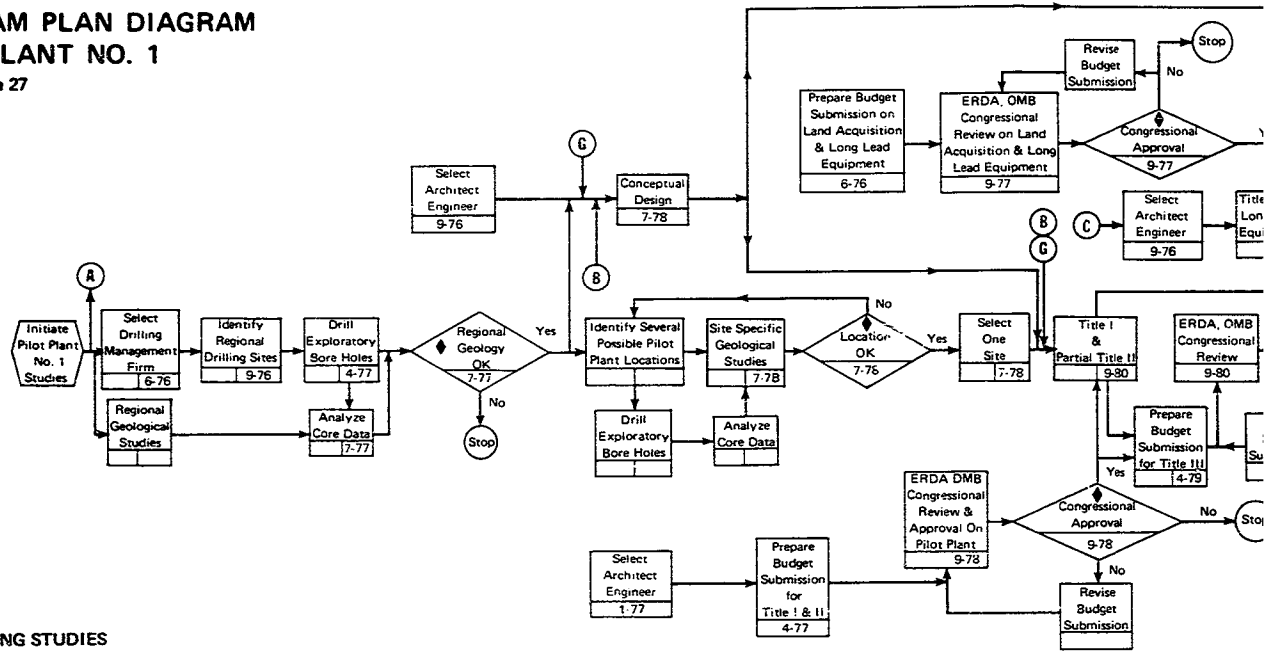 AM PLAN DIAGRAM
LANT NO. 1
27
Stop
Revise
Budget
Submission
No
Prepare Budget
Submission on
Land Acquisition
& Long Lead
Equipment
6-76
ERDA, OMB
Congressional
Review on Land
Acquisition & Long
Lead Equipment
9-77
Congressional
Approval
9-77
G
Select
Architect
Engineer
9-76
Conceptual
Design
7-78
B
B
G
C
Select
Architect
Engineer
9-76
Title
Lon
Equi
A
Initiate
Pilot Plant
No. 1
Studies
Select
Drilling
Management
Firm
6-76
Identify
Regional
Drilling Sites
9-76
Drill
Exploratory
Bore Holes
4-77
Regional
Geology
OK
7-77
Yes
No
Stop
Regional
Geological
Studies
Analyze
Core Data
7-77
Identify Several
Possible Pilot
Plant Locations
Site Specific
Geological
Studies
7-78
No
Location
OK
7-78
Yes
Select
One
Site
7-78
Drill
Exploratory
Bore Holes
Analyze
Core Data
Title I
&
Partial Title II
9-80
ERDA, OMB
Congressional
Review
9-80
Prepare
Budget
Submission
for Title III
4-79
Su
Yes
ERDA DMB
Congressional
Review &
Approval On
Pilot Plant
9-78
Congressional
Approval
9-78
No
Stop
No
Revise
Budget
Submission
Select
Architect
Engineer
1-77
Prepare
Budget
Submission
for
Title I & II
4-77
NG STUDIES